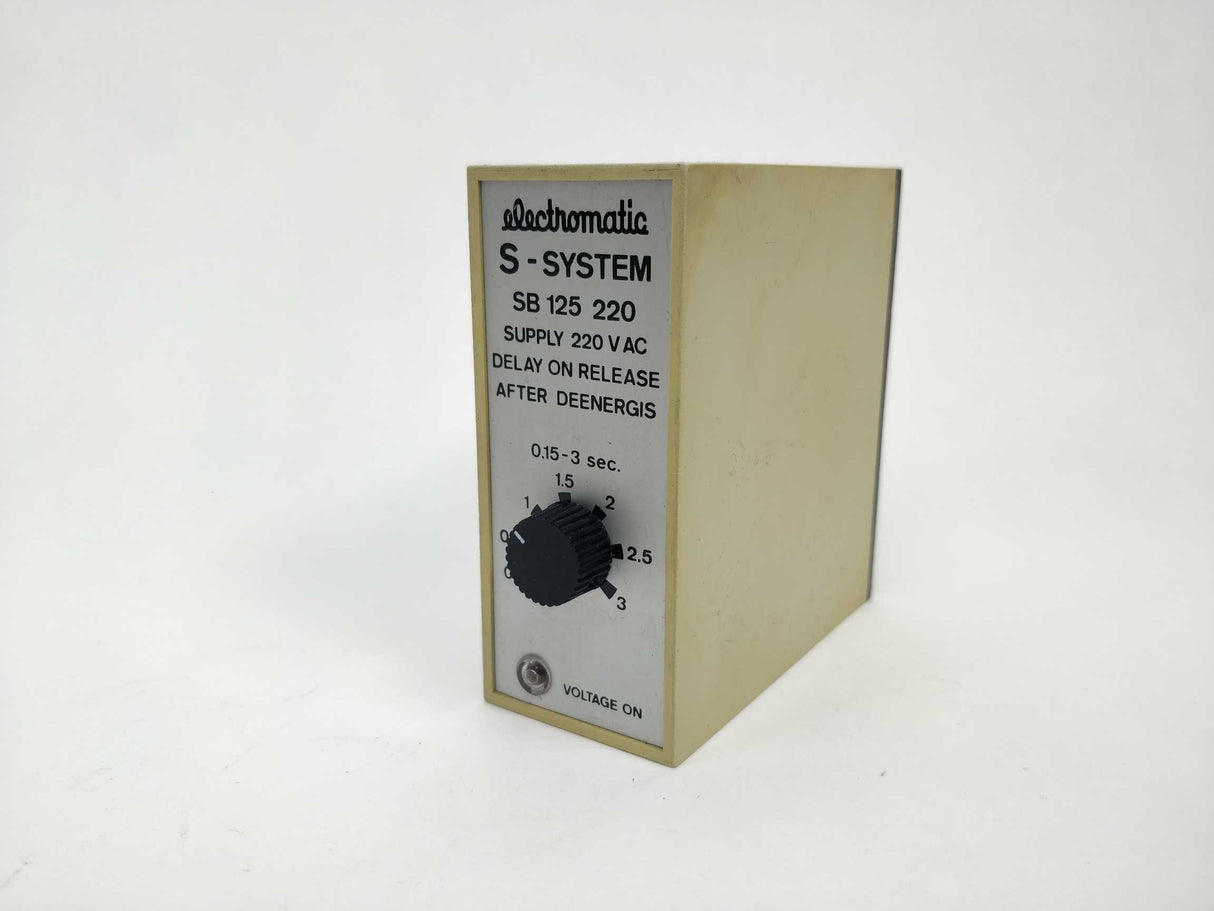 electromatic
S - SYSTEM
SB 125 220
SUPPLY 220 V AC
DELAY ON RELEASE
AFTER DEENERGIS
0.15-3 sec.
1.5
1
2
2.5
3
VOLTAGE ON